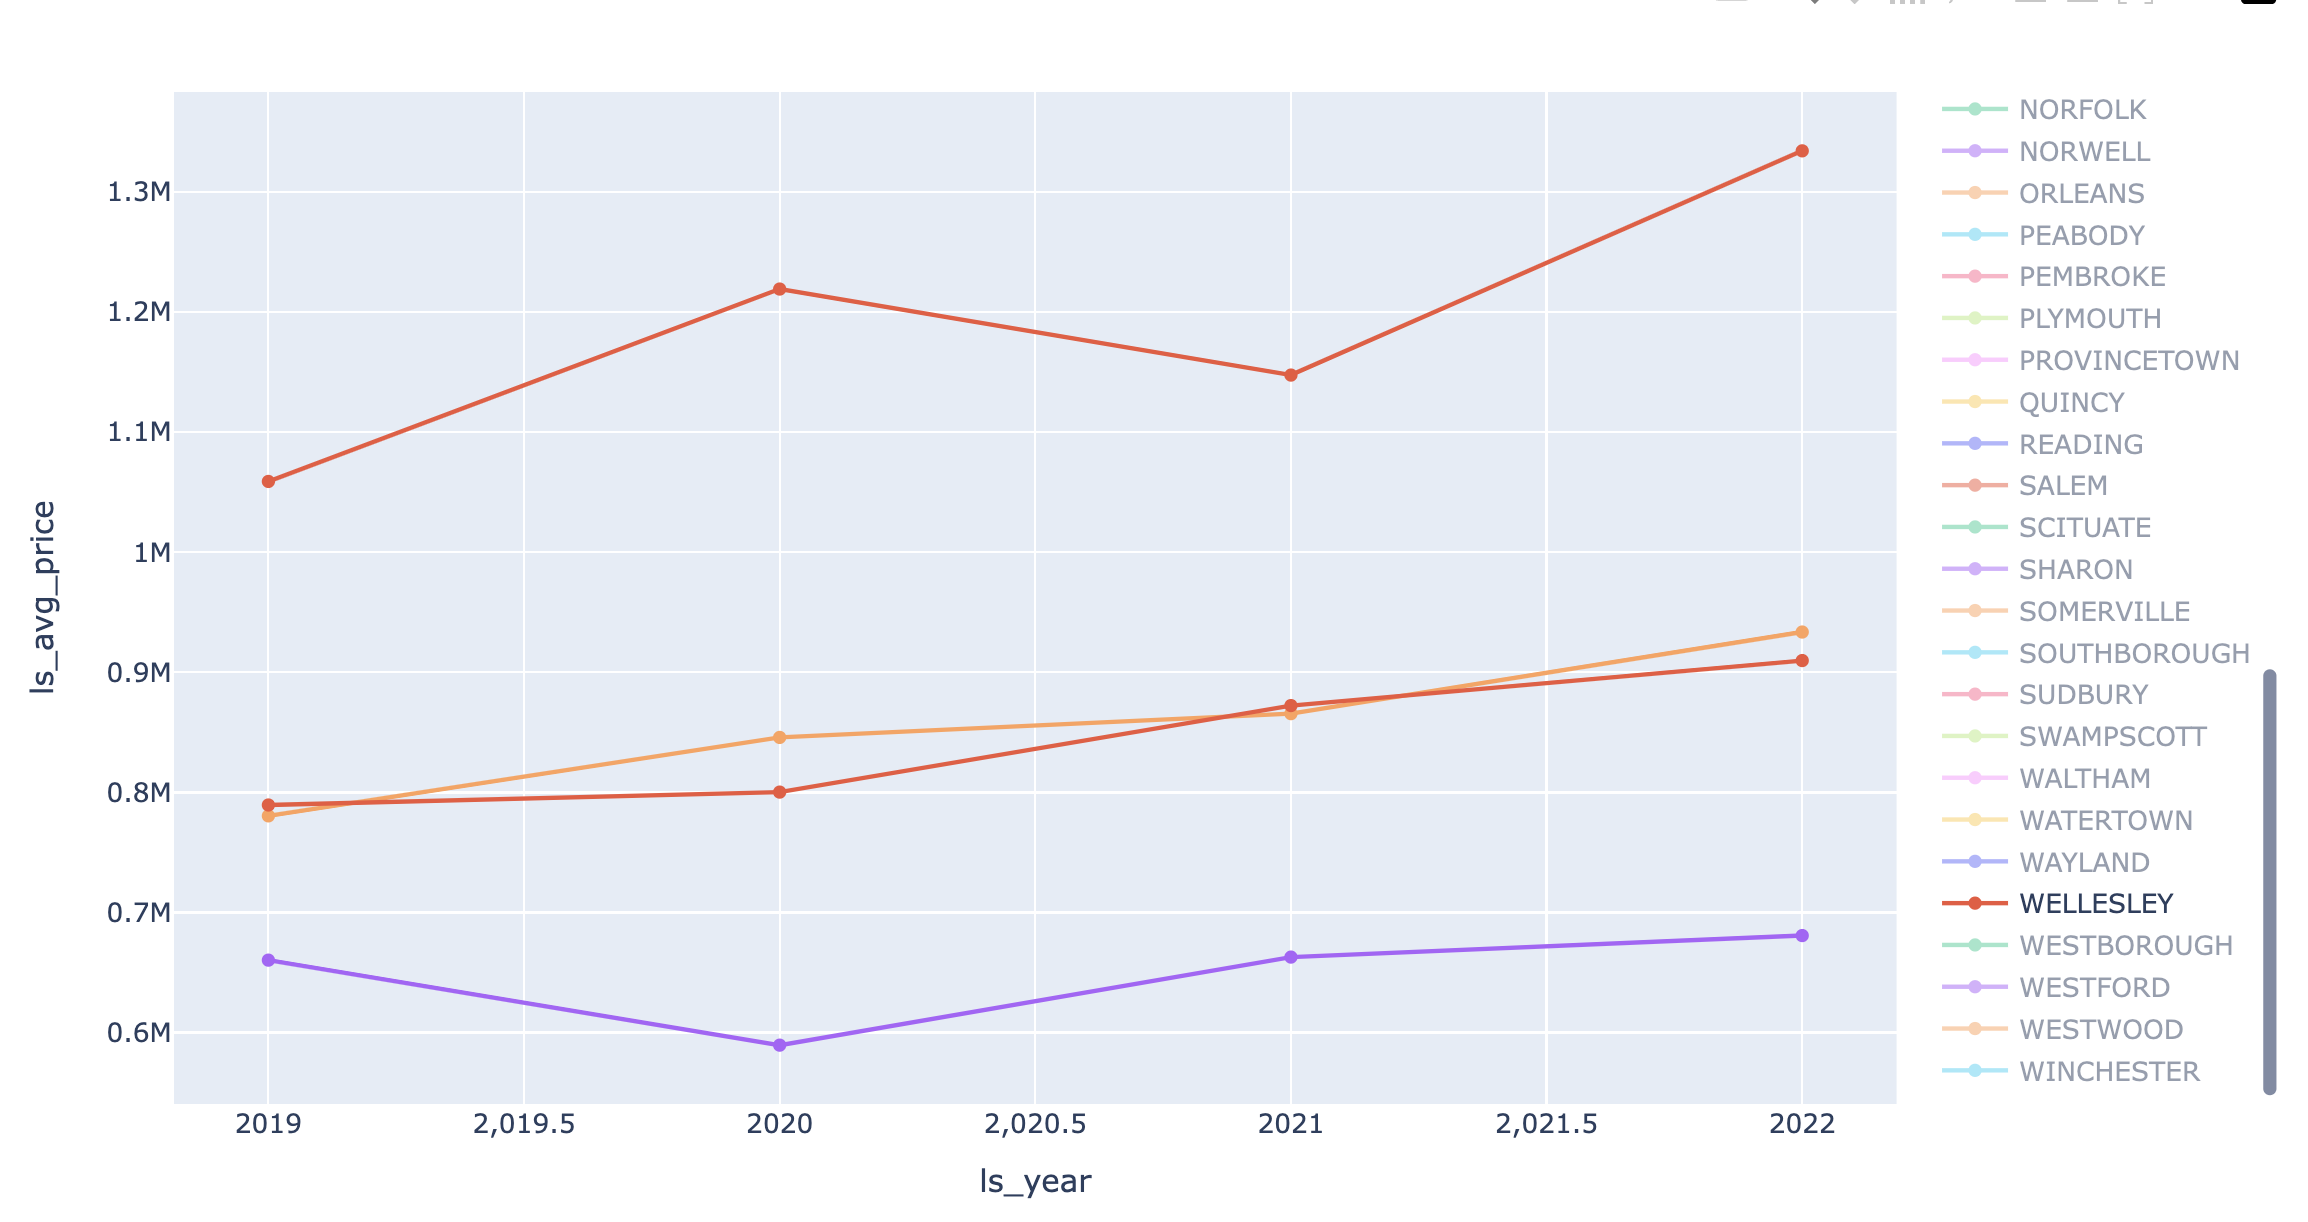 1.3M
1.2M
1.1M
1M
0.9M
0.8M
0.7M
0.6M
ls_avg_price
2019
2,019.5
2020
2,020.5
2021
2,021.5
2022
ls_year
NORFOLK
NORWELL
ORLEANS
PEABODY
PEMBROKE
PLYMOUTH
PROVINCETOWN
QUINCY
READING
SALEM
SCITUATE
SHARON
SOMERVILLE
SOUTHBOROUGH
SUDBURY
SWAMPSCOTT
WALTHAM
WATERTOWN
WAYLAND
WELLESLEY
WESTBOROUGH
WESTFORD
WESTWOOD
WINCHESTER